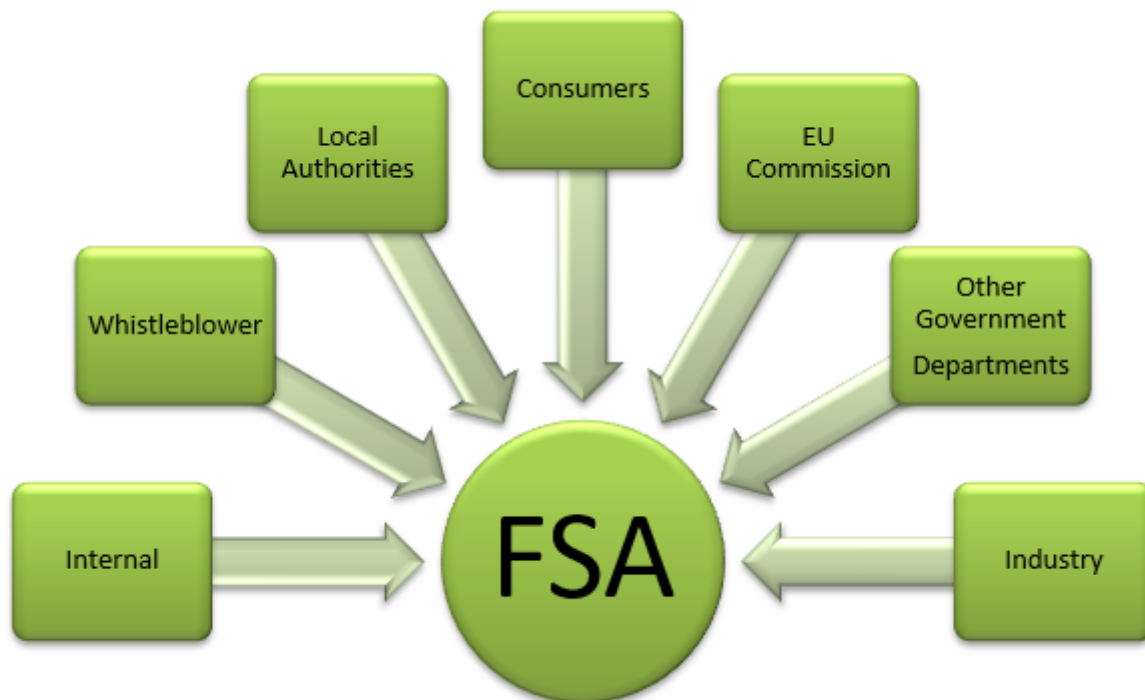 Consumers
Local
Authorities
EU
Commission
Whistleblower
Other
Government
Departments
Internal
FSA
Industry